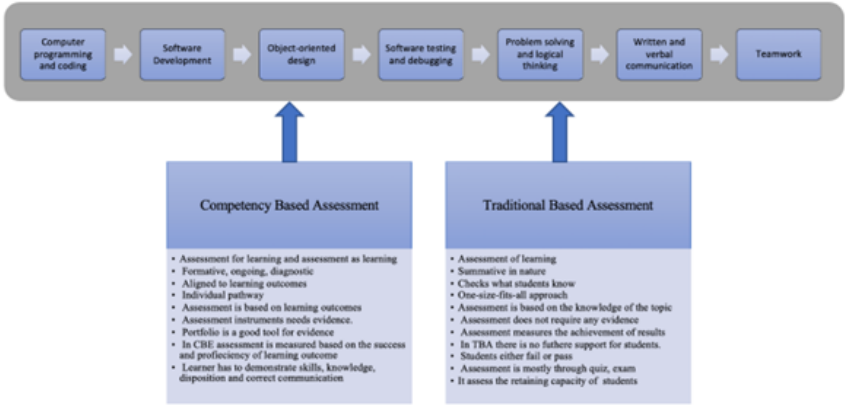 Computer
programming
and coding
Software
Development
Object-oriented
design
Software testing
and debugging
Problem solving
and logical
thinking
Written and
verbal
communication
Teamwork
Competency Based Assessment
• Assessment for learning and assessment as learning
• Formative, ongoing, diagnostic
• Aligned to learning outcomes
• Individual pathway
• Assessment is based on learning outcomes
• Assessment instruments needs evidence.
• Portfolio is a good tool for evidence
• In CBE assessment is measured based on the success
and profieciency of learning outcome
• Learner has to demonstrate skills, knowledge,
disposition and correct communication
Traditional Based Assessment
• Assessment of learning
• Summative in nature
• Checks what students know
• One-size-fits-all approach
• Assessment is based on the knowledge of the topic
• Assessment does not require any evidence
• Assessment measures the achievement of results
• In TBA there is no futhere support for students.
• Students either fail or pass
• Assessment is mostly through quiz, exam
• It assess the retaining capacity of students